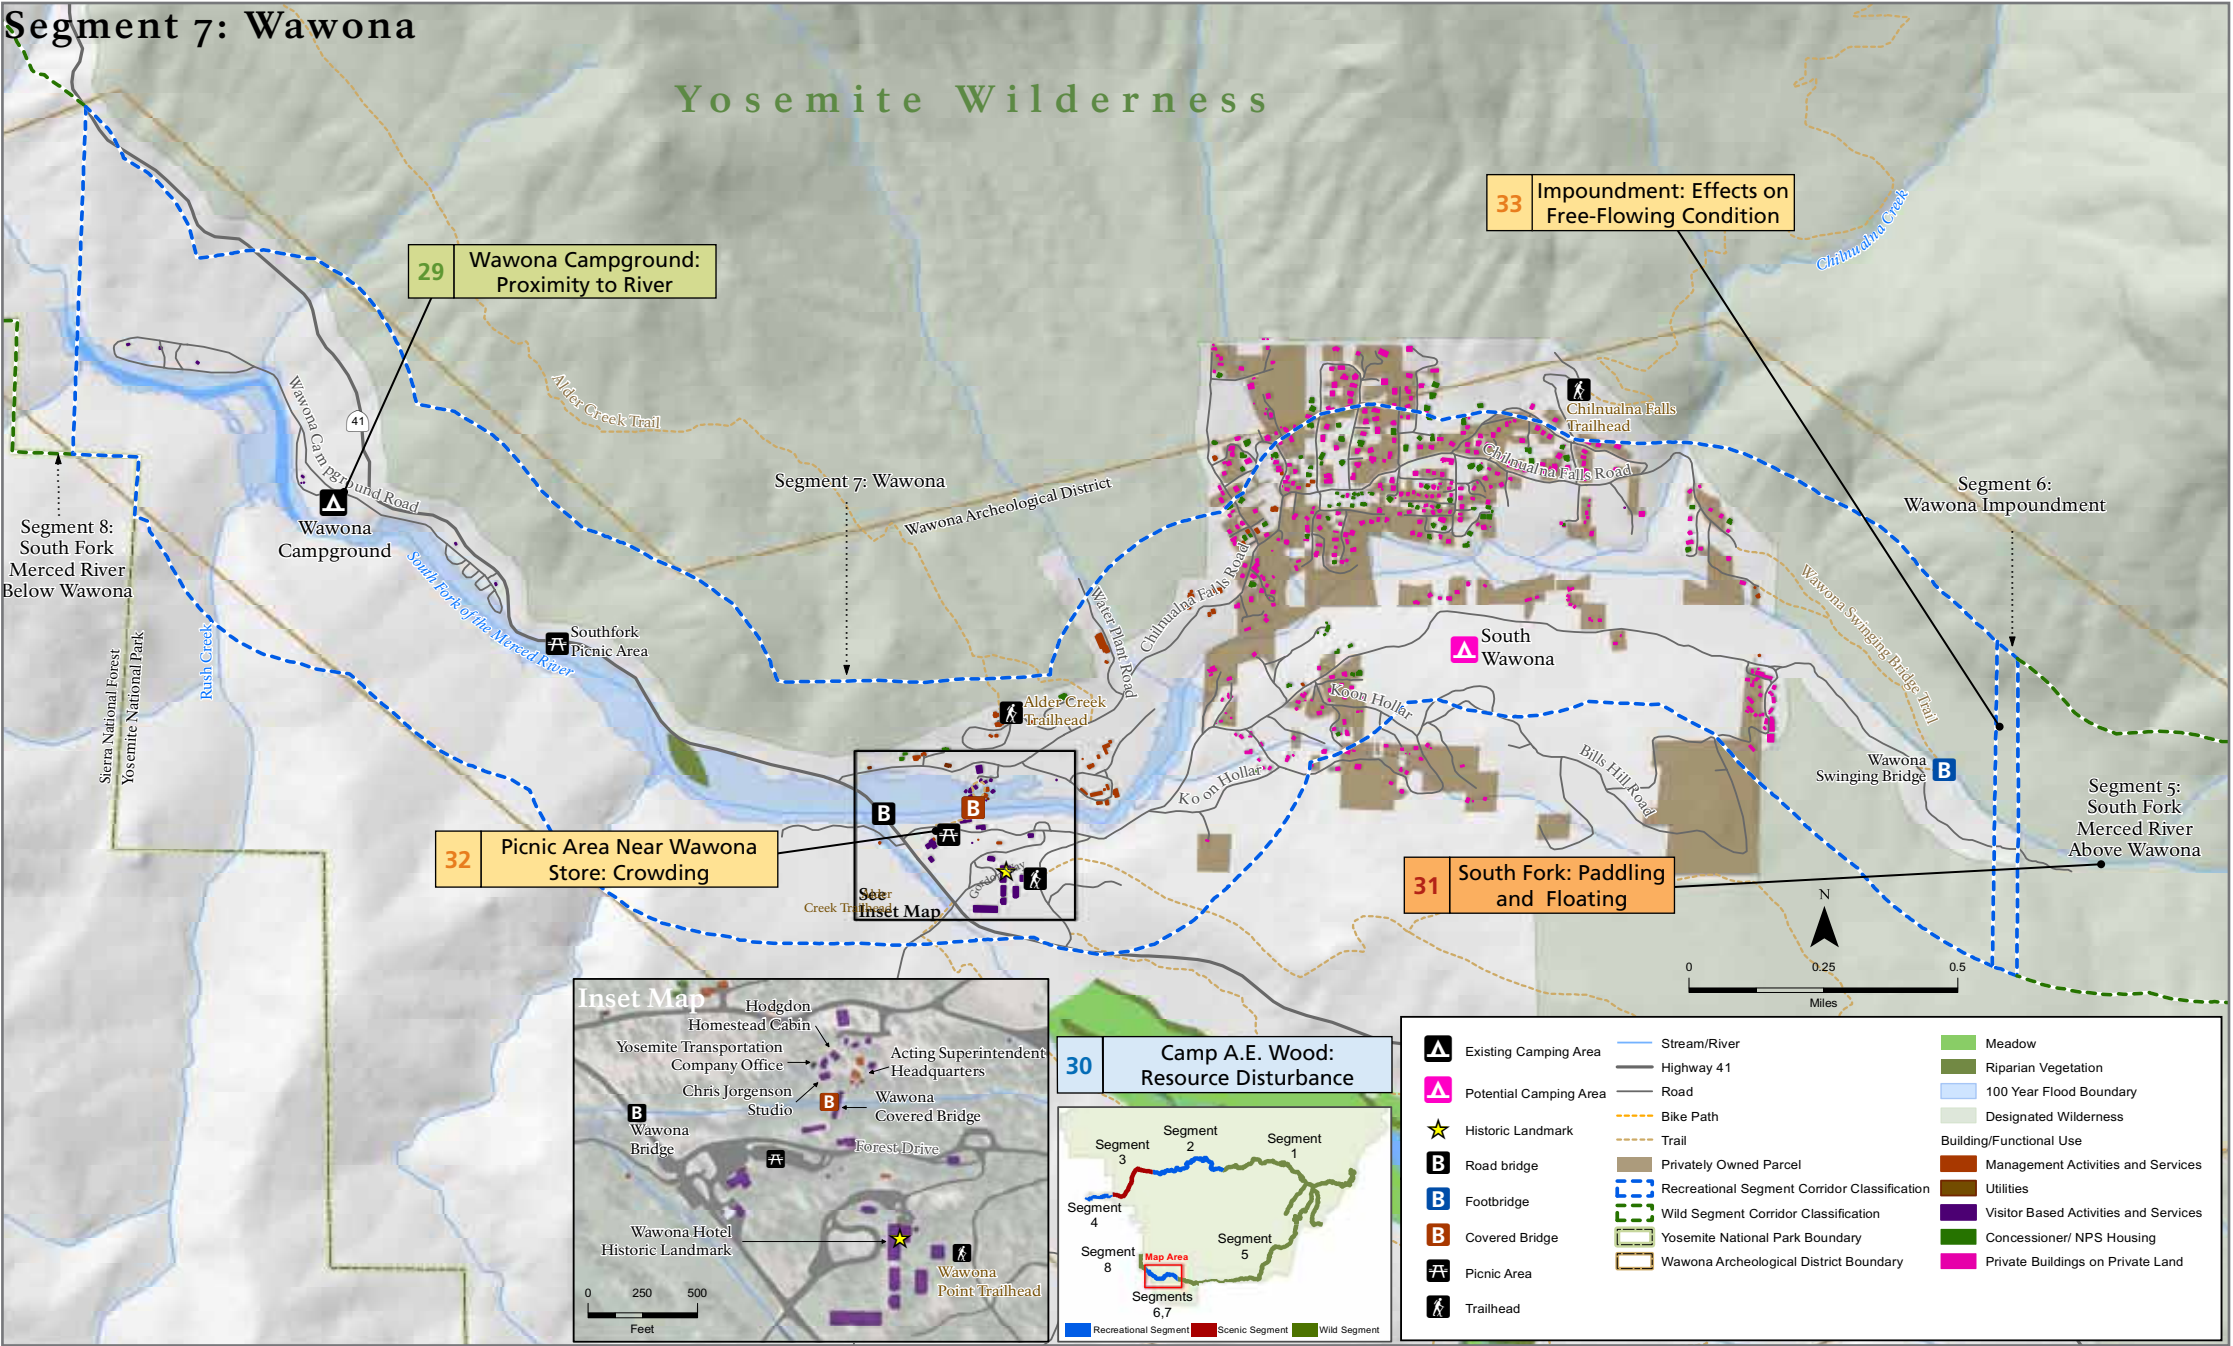 Segment 7: Wawona
Yosemite Wilderness
33
Impoundment: Effects on
Free-Flowing Condition
Chilnualna Creek
29
Wawona Campground:
Proximity to River
Alder Creek Trail
Wawona Campground Road
41
Wawona
Campground
Segment 8:
South Fork
Merced River
Below Wawona
Rush Creek
Sierra National Forest
Yosemite National Park
South Fork of the Merced River
Southfork
Picnic Area
Segment 7: Wawona
Wawona Archeological District
Water Plant Road
Chilnualna Falls Road
Chilnualna Falls
Trailhead
Chilnualna Falls Road
Segment 6:
Wawona Impoundment
Wawona Swinging Bridge Trail
South
Wawona
Koon Hollar
Koon Hollar
Bills Hill Road
Alder Creek
Trailhead
Wawona
Swinging Bridge
B
Segment 5:
South Fork
Merced River
Above Wawona
B
B
32
Picnic Area Near Wawona
Store: Crowding
See
Inset Map
Alder
Creek Trailhead
31
South Fork: Paddling
and Floating
N
0
0.25
0.5
Miles
Inset Map
Hodgdon
Homestead Cabin
Yosemite Transportation
Company Office
Acting Superintendent
Headquarters
Chris Jorgenson
Studio
B
Wawona
Covered Bridge
B
Wawona
Bridge
Forest Drive
Wawona Hotel
Historic Landmark
Wawona
Point Trailhead
0
250
500
Feet
30
Camp A.E. Wood:
Resource Disturbance
Segment
1
Segment
2
Segment
3
Segment
4
Segment
5
Segment
8
Map Area
Segments
6,7
Recreational Segment
Scenic Segment
Wild Segment
Existing Camping Area
Potential Camping Area
Historic Landmark
B
Road bridge
B
Footbridge
B
Covered Bridge
Picnic Area
Trailhead
Stream/River
Highway 41
Road
Bike Path
Trail
Privately Owned Parcel
Recreational Segment Corridor Classification
Wild Segment Corridor Classification
Yosemite National Park Boundary
Wawona Archeological District Boundary
Meadow
Riparian Vegetation
100 Year Flood Boundary
Designated Wilderness
Building/Functional Use
Management Activities and Services
Utilities
Visitor Based Activities and Services
Concessioner/ NPS Housing
Private Buildings on Private Land